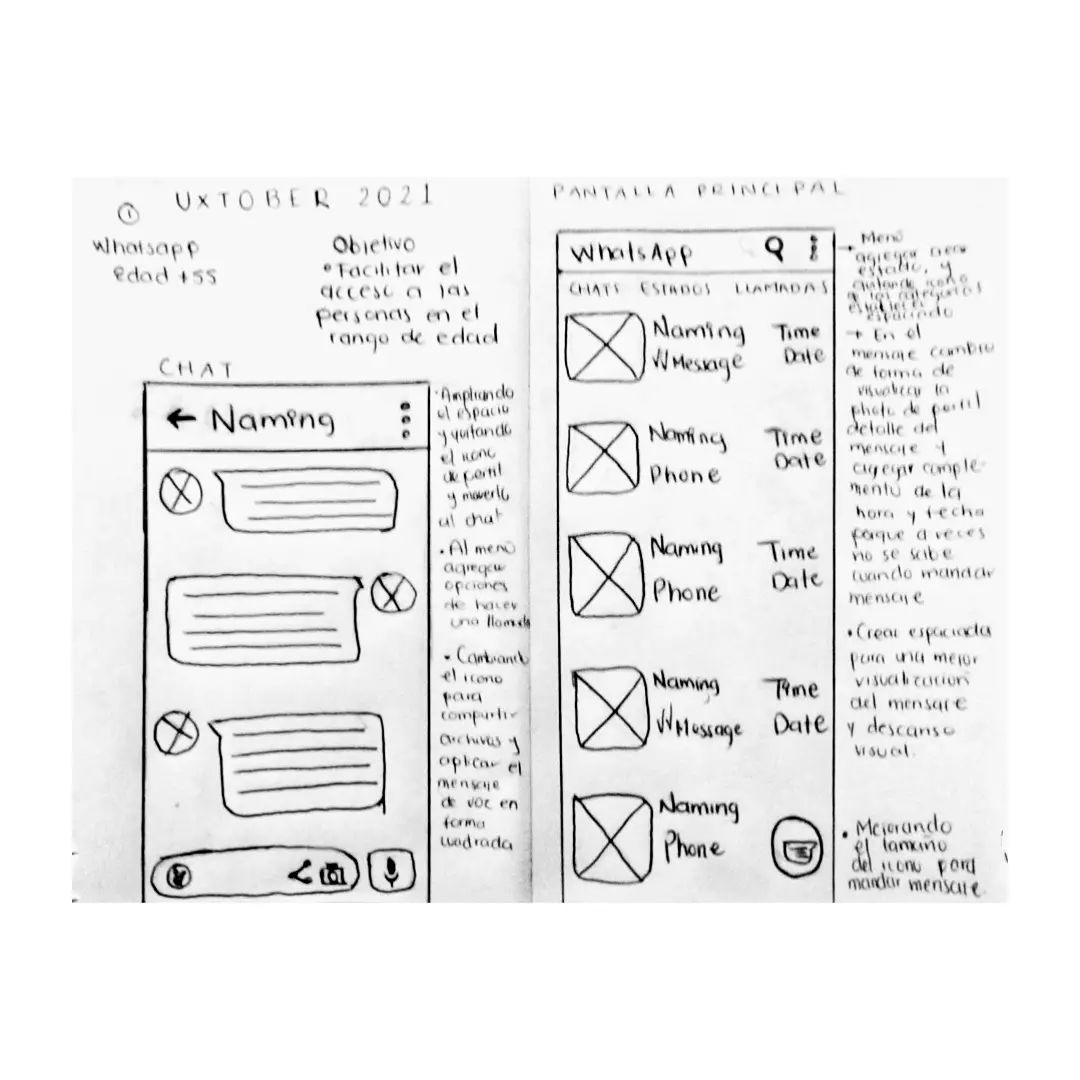 1
UXTOBER 2021
Whatsapp
Edad +55
Objetivo
• Facilitar el
acceso a las
personas en el
rango de edad
CHAT
← Naming
• Ampliando
el espacio
y quitando
el icono
de perfil
y moverlo
al chat
• Al menú
agregar
opciones
de hacer
una llamada
• Cambiando
el icono
para
compartir
archivos y
aplicar el
mensaje
de voz en
forma
cuadrada
PANTALLA PRINCIPAL
WhatsApp
CHATS ESTADOS LLAMADAS
Naming Time
√√ Message Date
Naming Time
Phone Date
Naming Time
Phone Date
Naming Time
√√ Message Date
Naming
Phone
→ Menú
agregar
estado, y
icono
a las categorías
espaciado
→ En el
mensaje cambio
de forma de
visualizar la
photo de perfil
detalle del
mensaje y
agregar comple-
mento de la
hora y fecha
porque a veces
no se sabe
cuando mandar
mensaje
• Crear espaciado
para una mejor
visualización
del mensaje
y descanso
visual.
• Mejorando
el tamaño
del icono para
mandar mensaje.